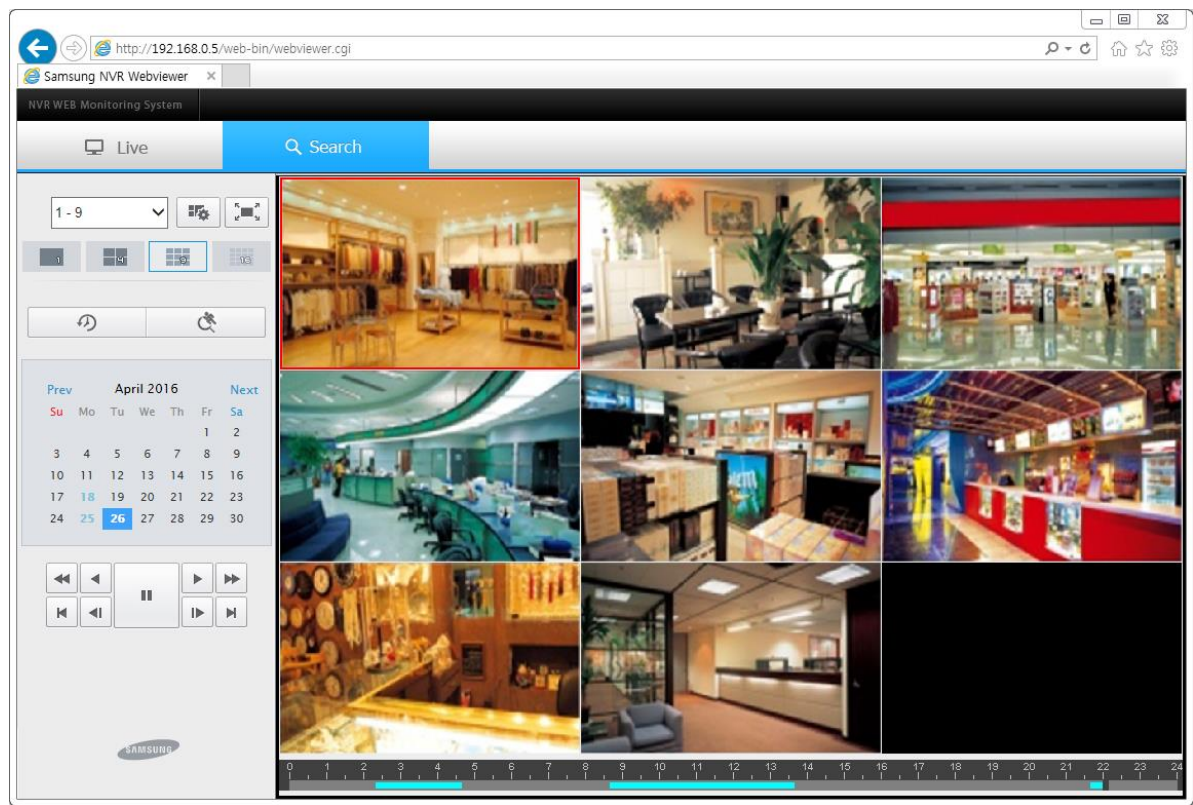 http://192.168.0.5/web-bin/webviewer.cgi
Samsung NVR Webviewer
NVR WEB Monitoring System
Live Search
1 - 9
1 4 9 16
Prev April 2016 Next
Su Mo Tu We Th Fr Sa
1 2
3 4 5 6 7 8 9
10 11 12 13 14 15 16
17 18 19 20 21 22 23
24 25 26 27 28 29 30
SAMSUNG
0 1 2 3 4 5 6 7 8 9 10 11 12 13 14 15 16 17 18 19 20 21 22 23 24